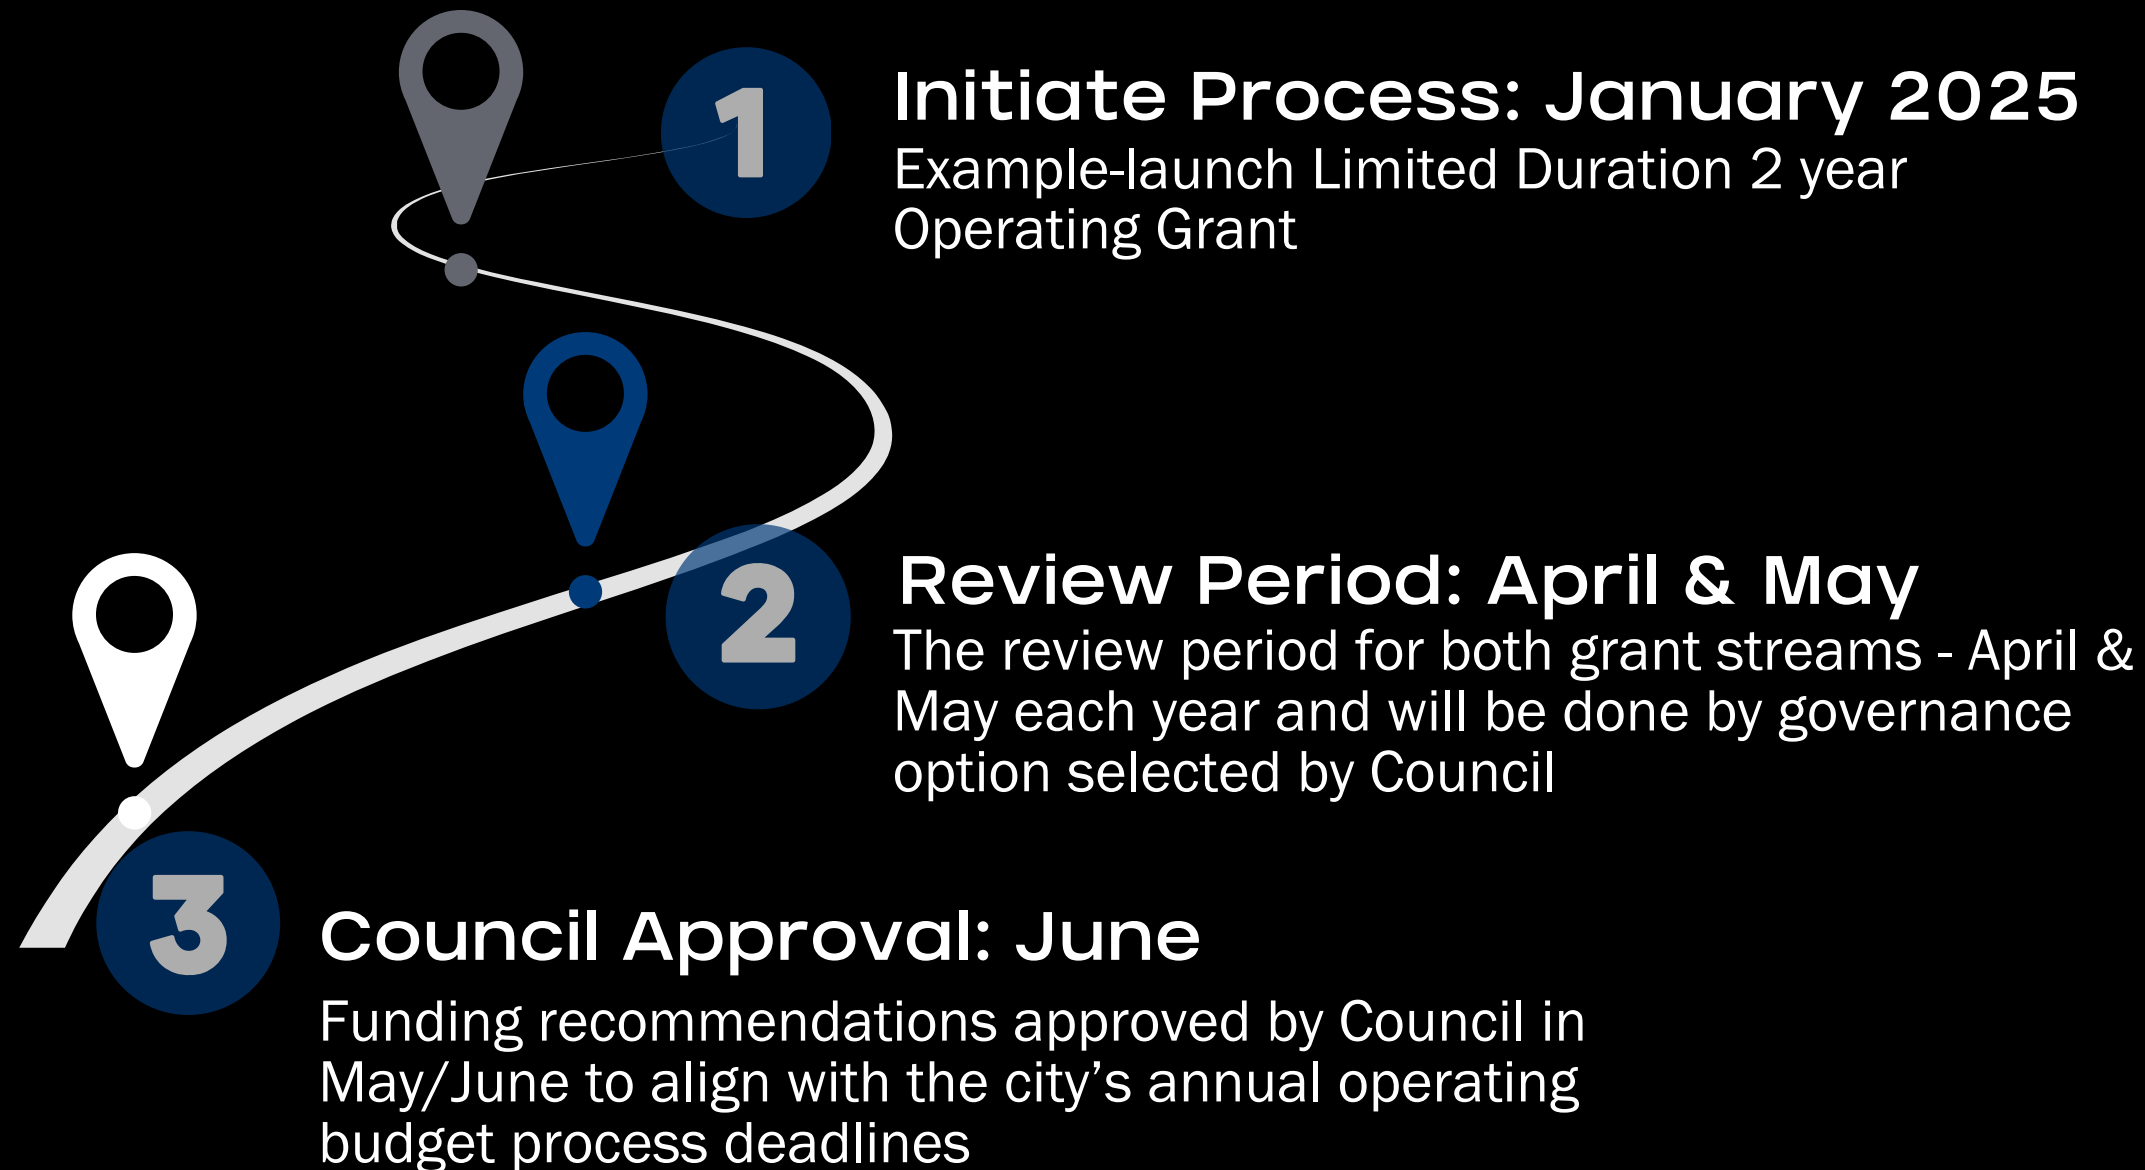 1
Initiate Process: January 2025
Example-launch Limited Duration 2 year
Operating Grant
2
Review Period: April & May
The review period for both grant streams - April &
May each year and will be done by governance
option selected by Council
3
Council Approval: June
Funding recommendations approved by Council in
May/June to align with the city’s annual operating
budget process deadlines